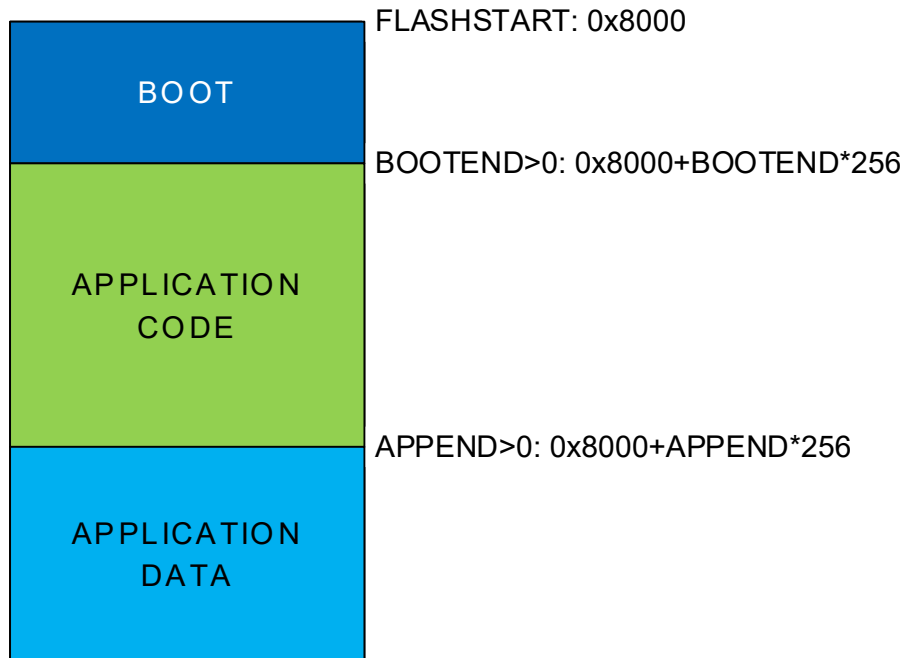 FLASHSTART: 0x8000
BOOT
BOOTEND>0: 0x8000+BOOTEND*256
APPLICATION
CODE
APPEND>0: 0x8000+APPEND*256
APPLICATION
DATA